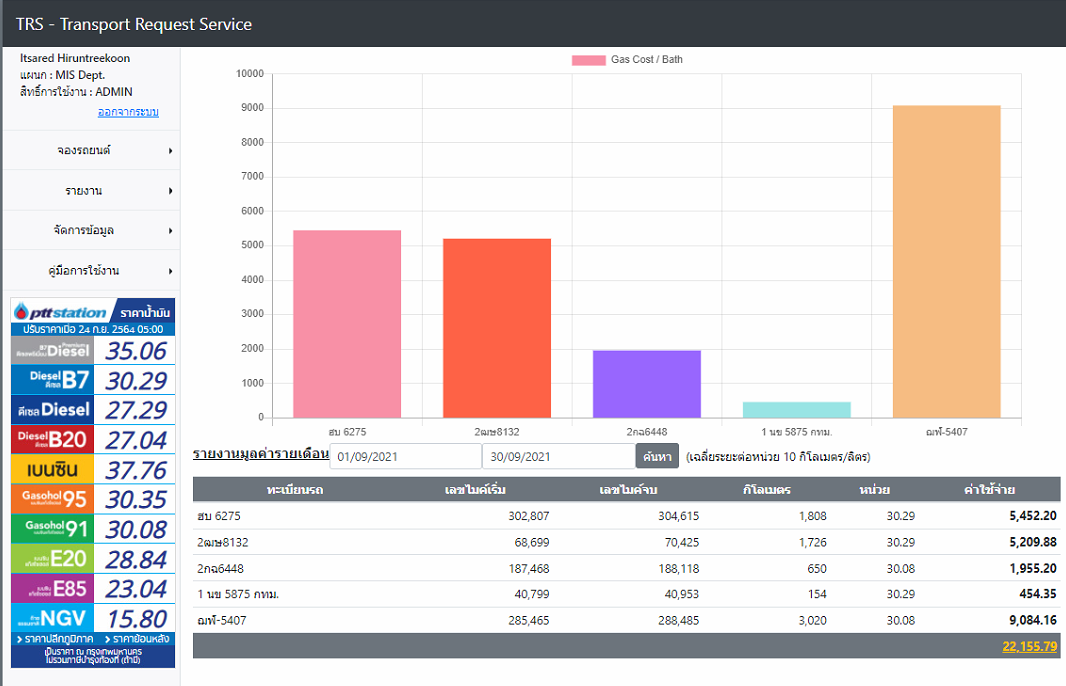 TRS - Transport Request Service
Itsared Hiruntreekoon
แผนก : MIS Dept.
สิทธิ์การใช้งาน : ADMIN
ออกจากระบบ
จองรถยนต์
รายงาน
จัดการข้อมูล
คู่มือการใช้งาน
pttstation ราคาน้ำมัน
ปรับราคาเมื่อ 24 ก.ย. 2564 05:00
B7 Premium Diesel 35.06
Diesel ดีเซล B7 30.29
ดีเซล Diesel 27.29
Diesel ดีเซล B20 27.04
เบนซิน 37.76
Gasohol 95 30.35
Gasohol 91 30.08
E20 28.84
E85 23.04
NGV 15.80
ราคาปลีกภูมิภาค ราคาย้อนหลัง
เป็นราคา ณ กรุงเทพมหานคร
ไม่รวมภาษีบำรุงท้องที่ (ถ้ามี)
Gas Cost / Bath
10000
9000
8000
7000
6000
5000
4000
3000
2000
1000
0
ฮบ 6275 2ฒษ8132 2กฉ6448 1 นข 5875 กทม. ฌฬ-5407
รายงานมูลค่ารายเดือน 01/09/2021 30/09/2021 ค้นหา (เฉลี่ยระยะต่อหน่วย 10 กิโลเมตร/ลิตร)
ทะเบียนรถ เลขไมค์เริ่ม เลขไมค์จบ กิโลเมตร หน่วย ค่าใช้จ่าย
ฮบ 6275 302,807 304,615 1,808 30.29 5,452.20
2ฒษ8132 68,699 70,425 1,726 30.29 5,209.88
2กฉ6448 187,468 188,118 650 30.08 1,955.20
1 นข 5875 กทม. 40,799 40,953 154 30.29 454.35
ฌฬ-5407 285,465 288,485 3,020 30.08 9,084.16
22,155.79